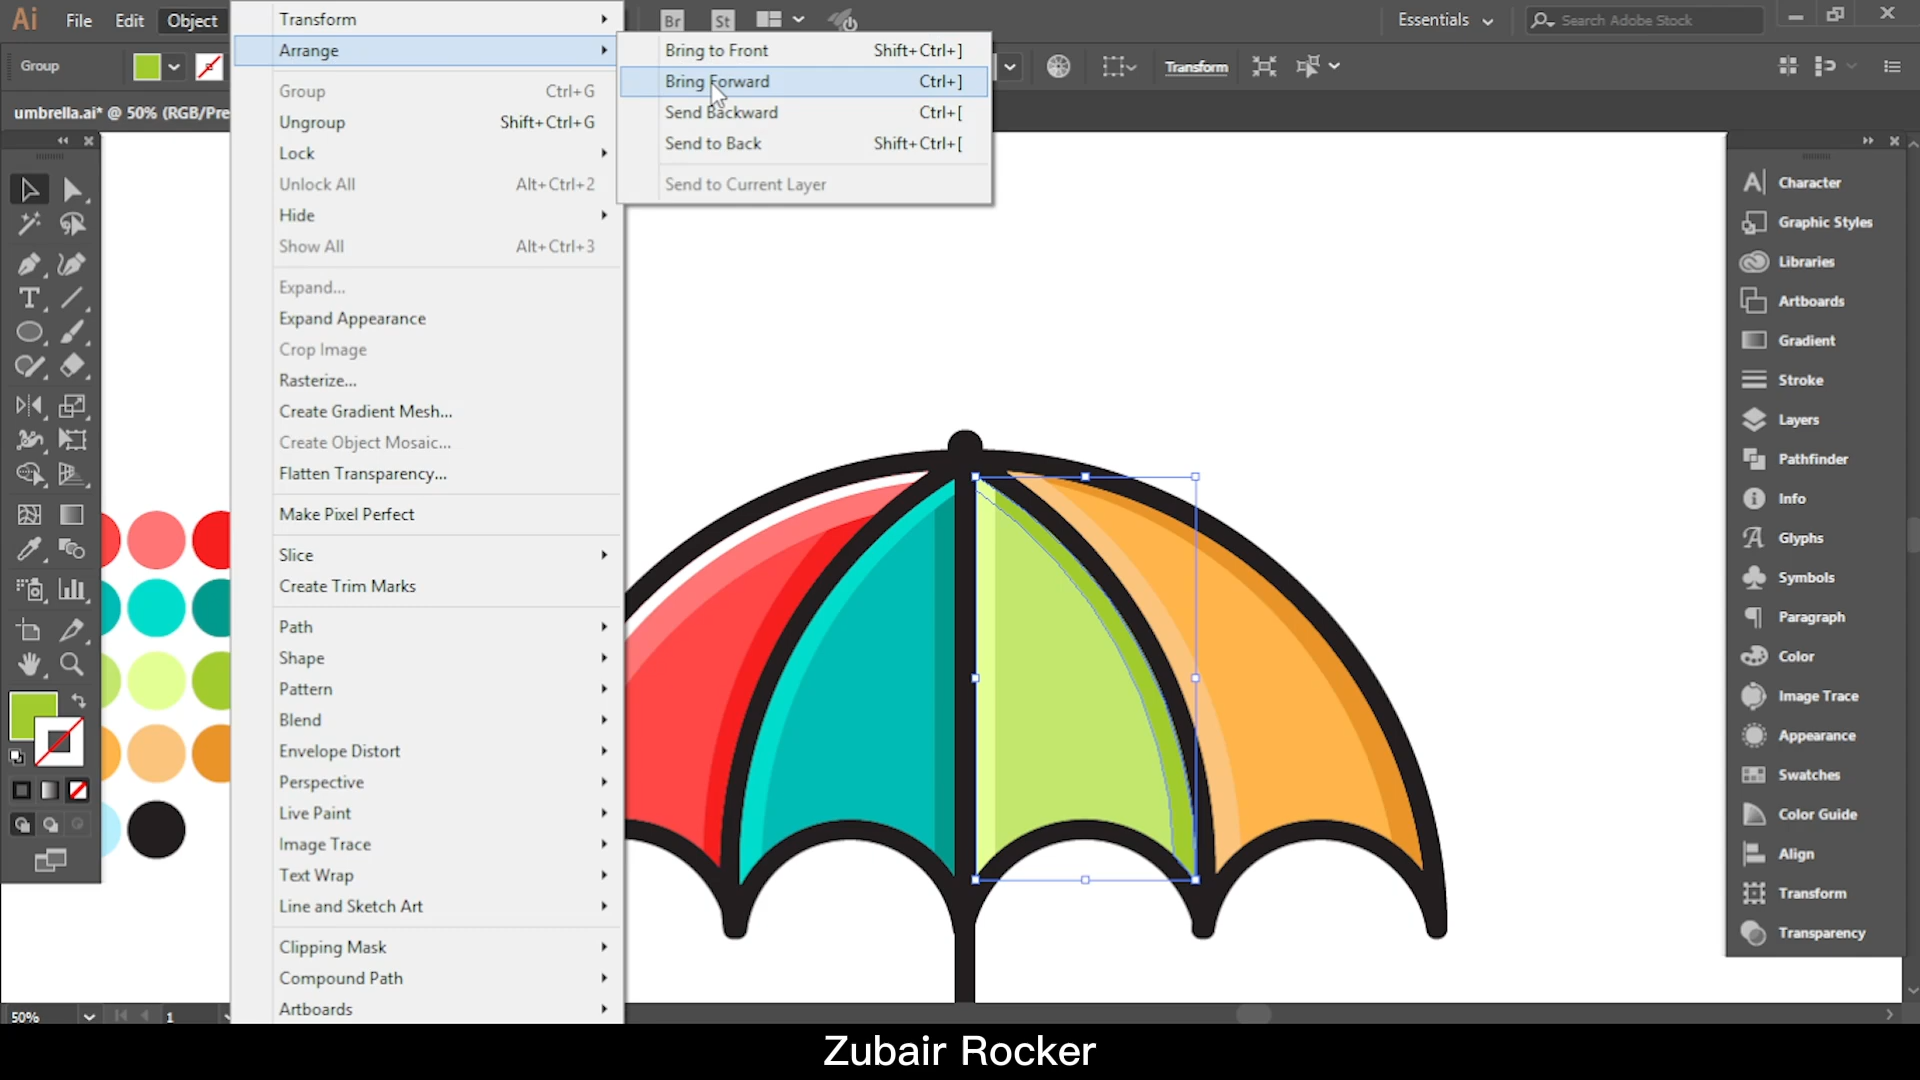 Ai File Edit Object Br St Essentials Search Adobe Stock
Group Transform
umbrella.ai* @ 50% (RGB/Pre
Transform
Arrange
Group Ctrl+G
Ungroup Shift+Ctrl+G
Lock
Unlock All Alt+Ctrl+2
Hide
Show All Alt+Ctrl+3
Expand...
Expand Appearance
Crop Image
Rasterize...
Create Gradient Mesh...
Create Object Mosaic...
Flatten Transparency...
Make Pixel Perfect
Slice
Create Trim Marks
Path
Shape
Pattern
Blend
Envelope Distort
Perspective
Live Paint
Image Trace
Text Wrap
Line and Sketch Art
Clipping Mask
Compound Path
Artboards
Bring to Front Shift+Ctrl+]
Bring Forward Ctrl+]
Send Backward Ctrl+[
Send to Back Shift+Ctrl+[
Send to Current Layer
Character
Graphic Styles
Libraries
Artboards
Gradient
Stroke
Layers
Pathfinder
Info
Glyphs
Symbols
Paragraph
Color
Image Trace
Appearance
Swatches
Color Guide
Align
Transform
Transparency
50% 1
Zubair Rocker